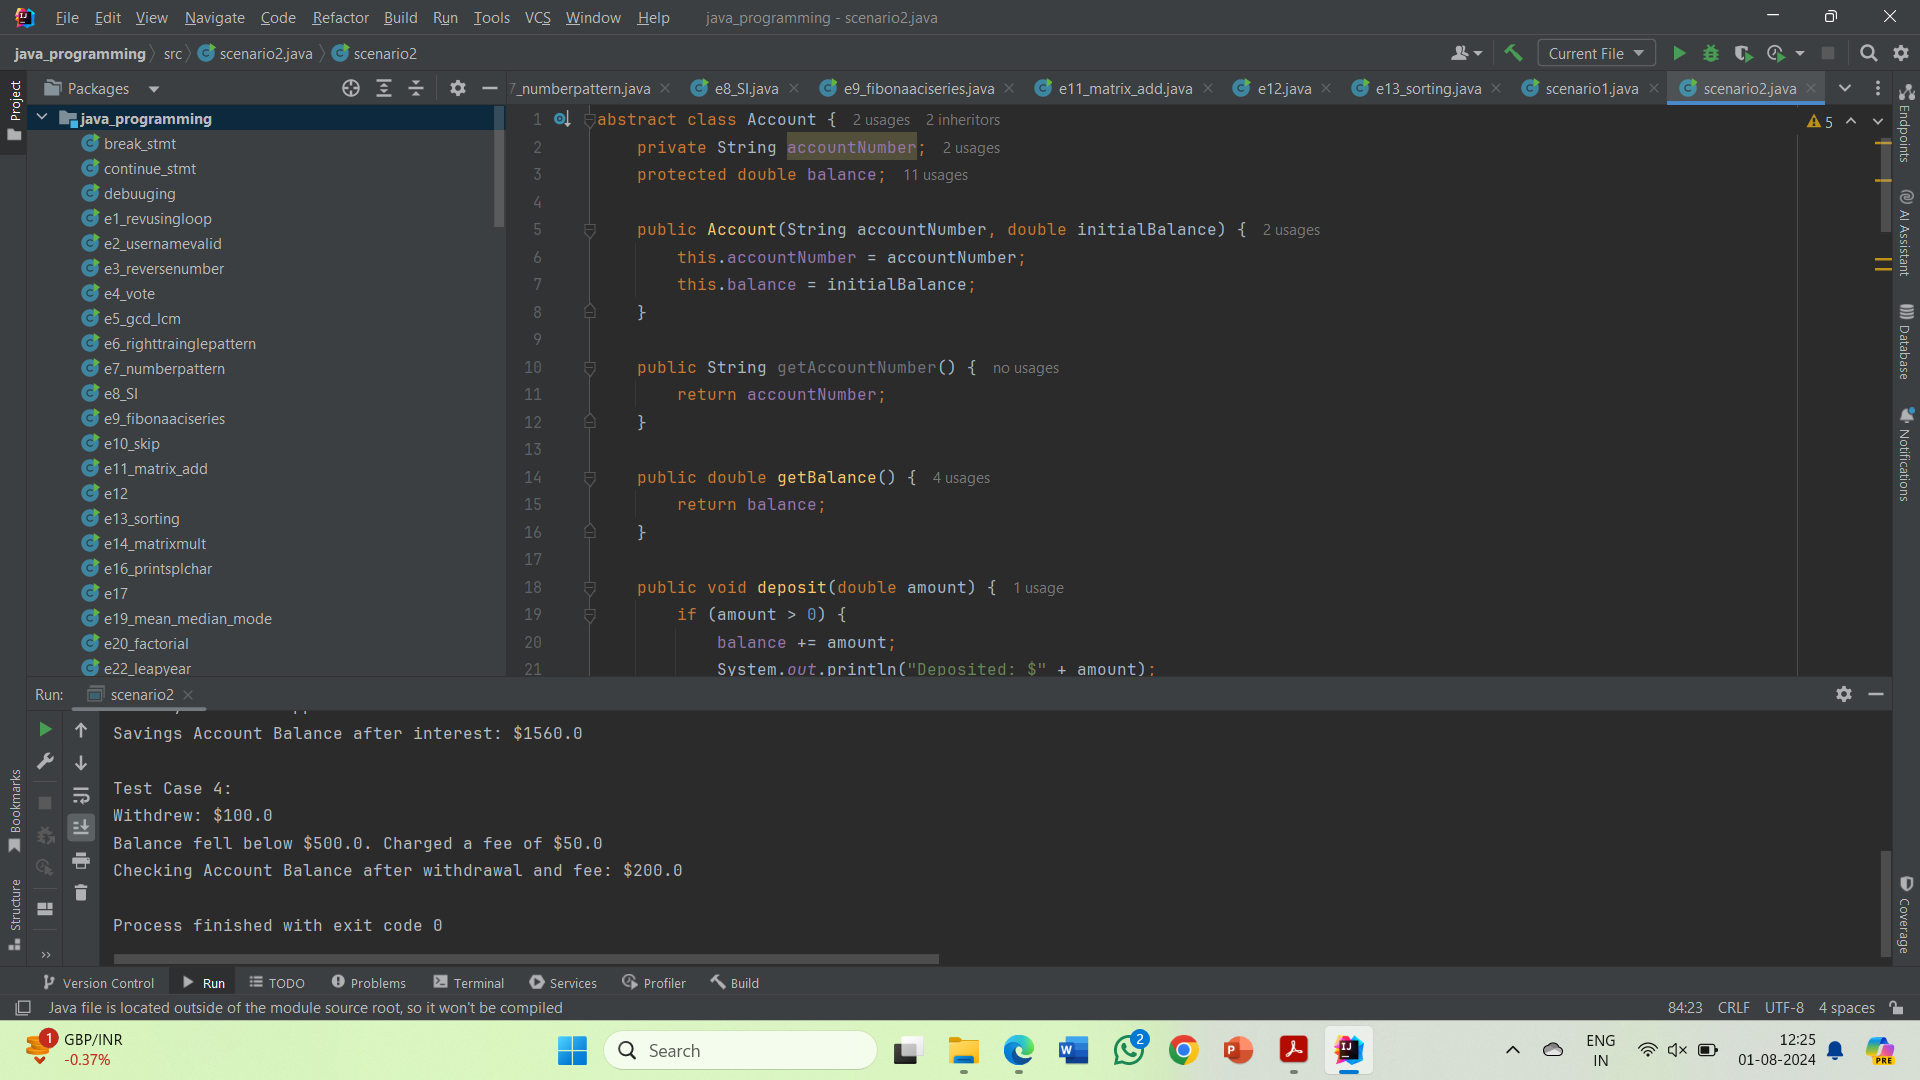 File Edit View Navigate Code Refactor Build Run Tools VCS Window Help java_programming - scenario2.java
java_programming src scenario2.java scenario2
Current File
Project
Packages
7_numberpattern.java e8_SI.java e9_fibonaaciseries.java e11_matrix_add.java e12.java e13_sorting.java scenario1.java scenario2.java
java_programming
break_stmt
continue_stmt
debuuging
e1_revusingloop
e2_usernamevalid
e3_reversenumber
e4_vote
e5_gcd_lcm
e6_righttrainglepattern
e7_numberpattern
e8_SI
e9_fibonaaciseries
e10_skip
e11_matrix_add
e12
e13_sorting
e14_matrixmult
e16_printsplchar
e17
e19_mean_median_mode
e20_factorial
e22_leapyear
1 abstract class Account { 2 usages 2 inheritors
2 private String accountNumber; 2 usages
3 protected double balance; 11 usages
4
5 public Account(String accountNumber, double initialBalance) { 2 usages
6 this.accountNumber = accountNumber;
7 this.balance = initialBalance;
8 }
9
10 public String getAccountNumber() { no usages
11 return accountNumber;
12 }
13
14 public double getBalance() { 4 usages
15 return balance;
16 }
17
18 public void deposit(double amount) { 1 usage
19 if (amount > 0) {
20 balance += amount;
21 System.out.println("Deposited: $" + amount);
5
Endpoints
AI Assistant
Database
Notifications
Coverage
Bookmarks
Structure
Run: scenario2
Savings Account Balance after interest: $1560.0
Test Case 4:
Withdrew: $100.0
Balance fell below $500.0. Charged a fee of $50.0
Checking Account Balance after withdrawal and fee: $200.0
Process finished with exit code 0
Version Control Run TODO Problems Terminal Services Profiler Build
Java file is located outside of the module source root, so it won't be compiled
84:23 CRLF UTF-8 4 spaces
1 GBP/INR
-0.37%
Search
2
ENG
IN
12:25
01-08-2024
PRE